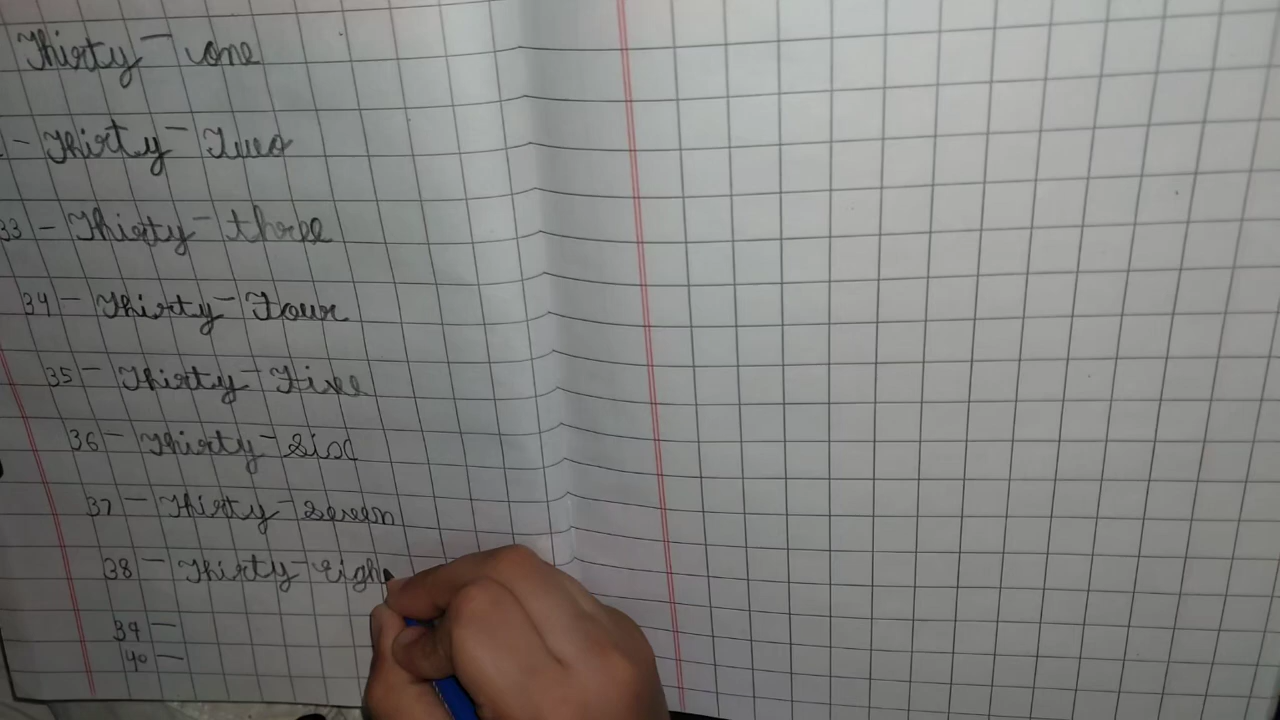 Thirty - one
- Thirty - Two
33 - Thirty - three
34 - Thirty - Four
35 - Thirty - Five
36 - Thirty - Six
37 - Thirty - Seven
38 - Thirty - eigh
39 -
40 -